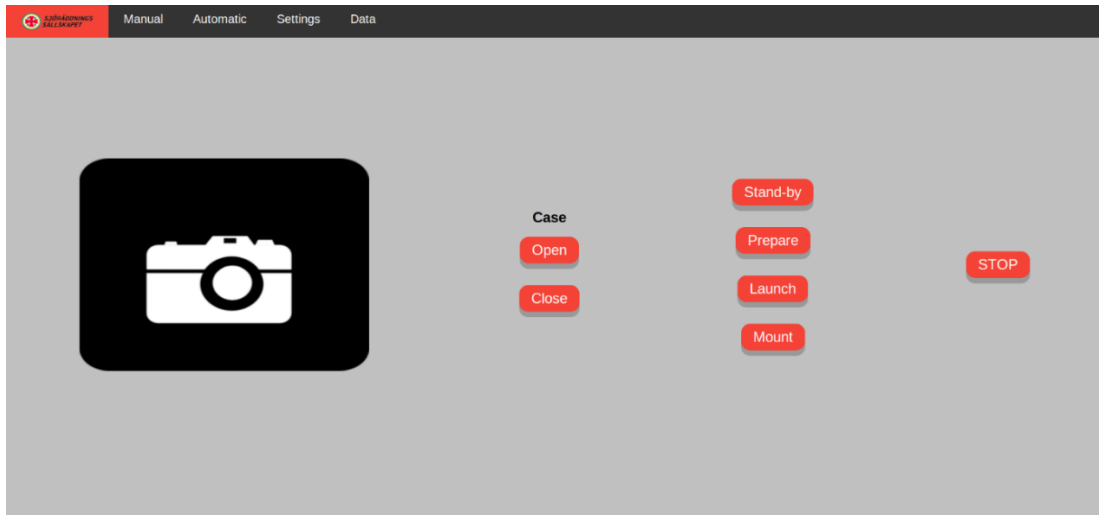 SJÖRÄDDNINGS
SÄLLSKAPET
Manual Automatic Settings Data
Case
Open
Close
Stand-by
Prepare
Launch
Mount
STOP